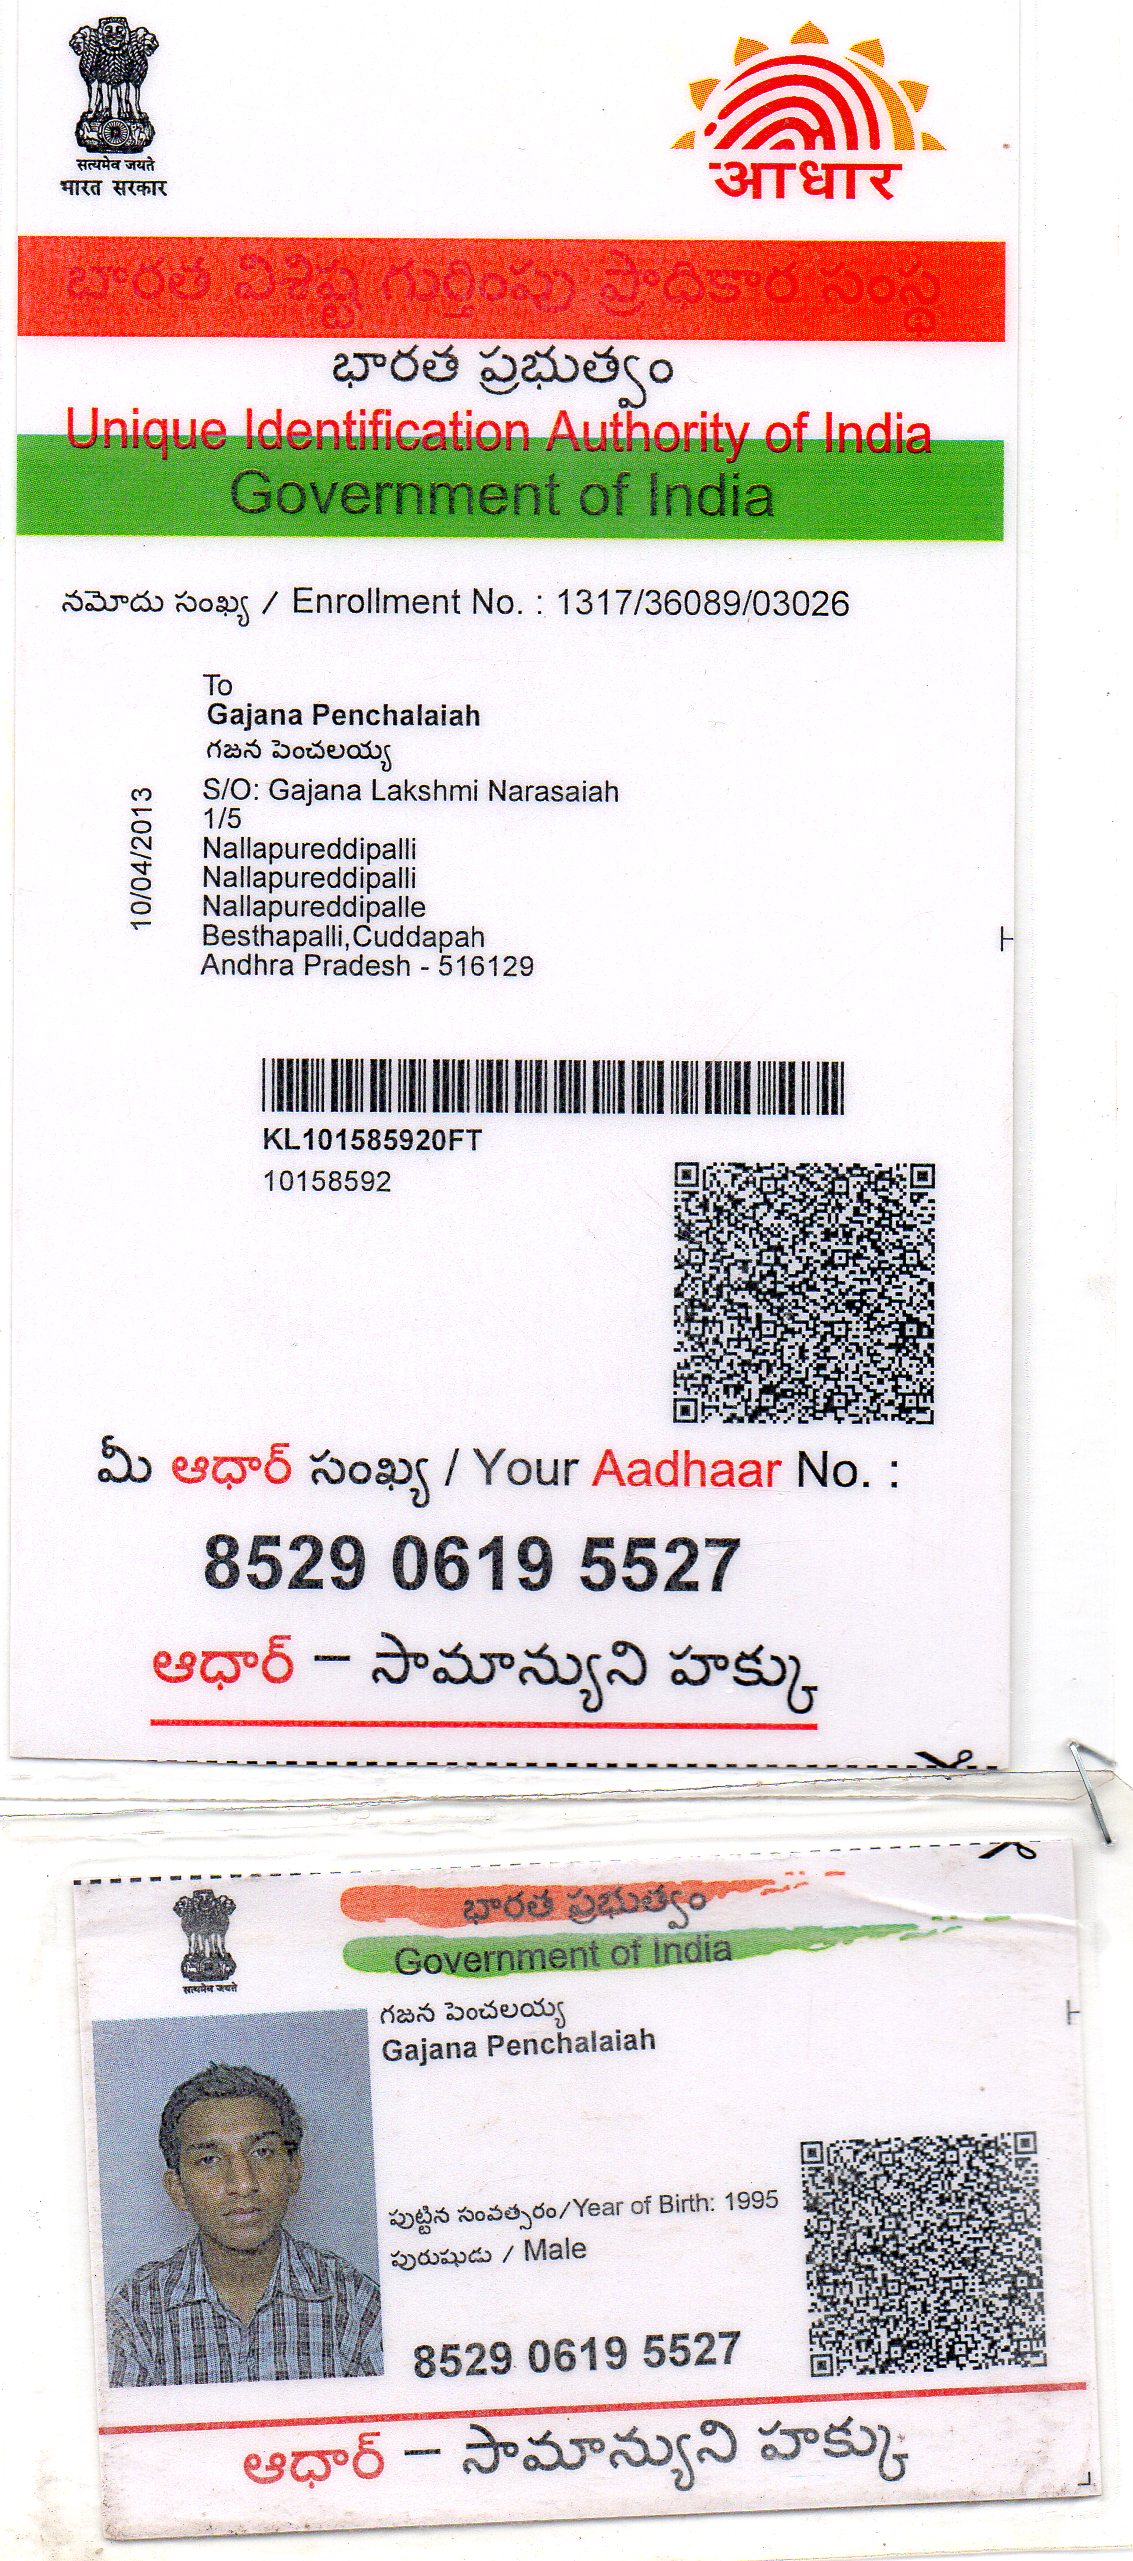 सत्यमेव जयते
भारत सरकार
आधार
భారత విశిష్ట గుర్తింపు ప్రాధికార సంస్థ
భారత ప్రభుత్వం
Unique Identification Authority of India
Government of India
నమోదు సంఖ్య / Enrollment No. : 1317/36089/03026
To
Gajana Penchalaiah
గజన పెంచలయ్య
S/O: Gajana Lakshmi Narasaiah
1/5
Nallapureddipalli
Nallapureddipalli
Nallapureddipalle
Besthapalli,Cuddapah
Andhra Pradesh - 516129
10/04/2013
KL101585920FT
10158592
మీ ఆధార్ సంఖ్య / Your Aadhaar No. :
8529 0619 5527
ఆధార్ – సామాన్యుని హక్కు
భారత ప్రభుత్వం
Government of India
सत्यमेव जयते
గజన పెంచలయ్య
Gajana Penchalaiah
పుట్టిన సంవత్సరం/Year of Birth: 1995
పురుషుడు / Male
8529 0619 5527
ఆధార్ – సామాన్యుని హక్కు